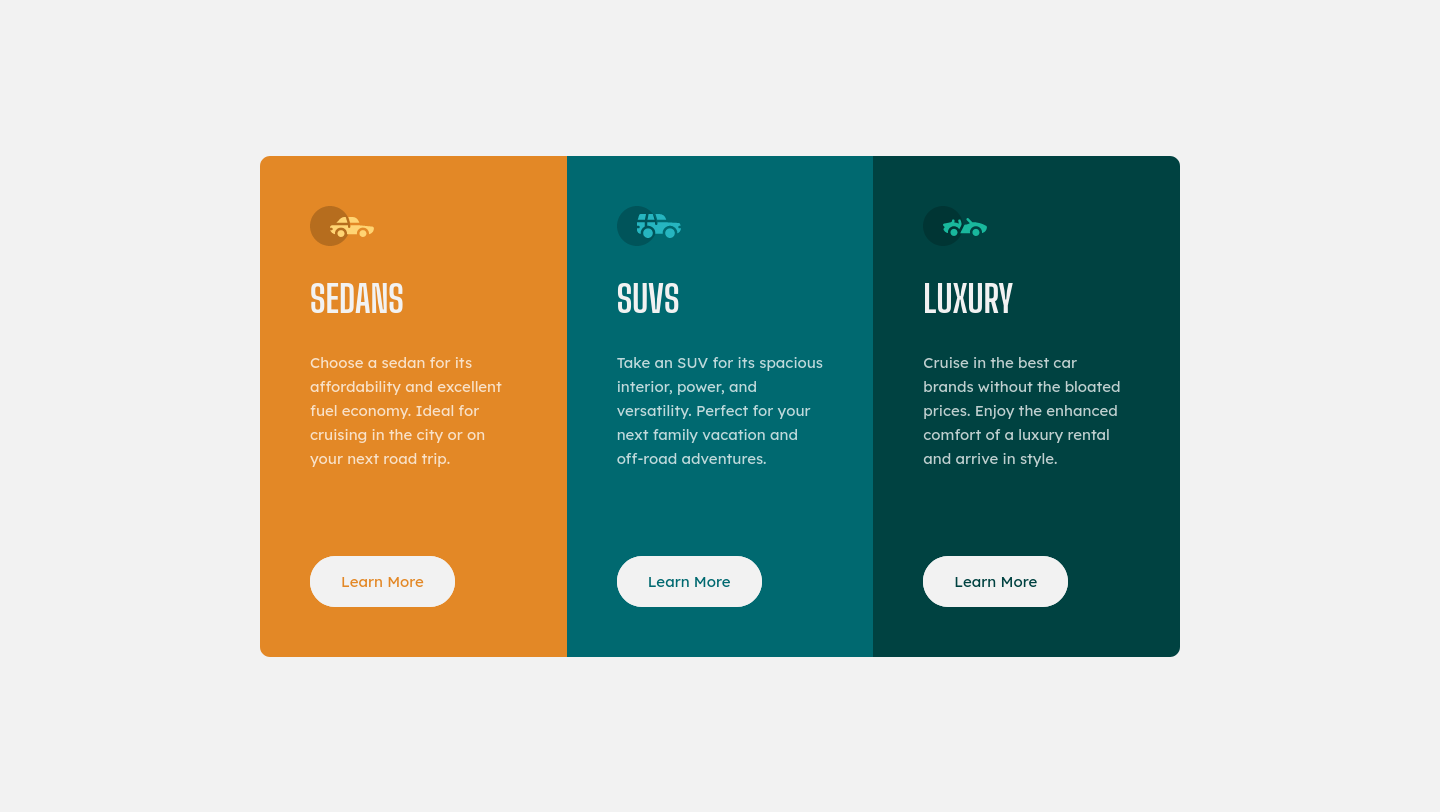 SEDANS
Choose a sedan for its
affordability and excellent
fuel economy. Ideal for
cruising in the city or on
your next road trip.
Learn More
SUVS
Take an SUV for its spacious
interior, power, and
versatility. Perfect for your
next family vacation and
off-road adventures.
Learn More
LUXURY
Cruise in the best car
brands without the bloated
prices. Enjoy the enhanced
comfort of a luxury rental
and arrive in style.
Learn More